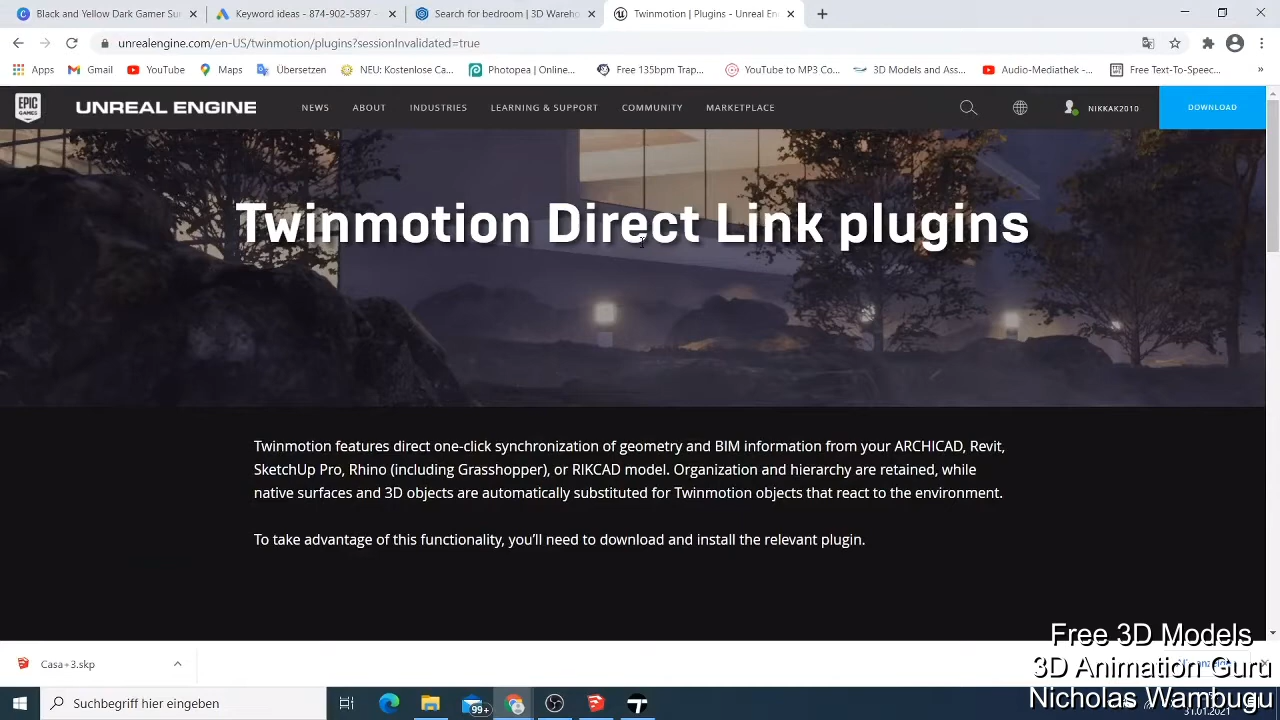 Black and Yellow Dark Gamer Su
Keyword ideas - 874-902-5897 -
Search for bedroom | 3D Wareho
Twinmotion | Plugins - Unreal En
unrealengine.com/en-US/twinmotion/plugins?sessionInvalidated=true
Apps
Gmail
YouTube
Maps
Übersetzen
NEU: Kostenlose Ca...
Photopea | Online...
Free 135bpm Trap...
YouTube to MP3 Co...
3D Models and Ass...
Audio-Mediathek -...
Free Text-To-Speec...
EPIC GAMES
UNREAL ENGINE
NEWS
ABOUT
INDUSTRIES
LEARNING & SUPPORT
COMMUNITY
MARKETPLACE
NIKKAK2010
DOWNLOAD
Twinmotion Direct Link plugins
Twinmotion features direct one-click synchronization of geometry and BIM information from your ARCHICAD, Revit,
SketchUp Pro, Rhino (including Grasshopper), or RIKCAD model. Organization and hierarchy are retained, while
native surfaces and 3D objects are automatically substituted for Twinmotion objects that react to the environment.
To take advantage of this functionality, you'll need to download and install the relevant plugin.
Casa+3.skp
Free 3D Models
3D Animation Guru
Nicholas Wambugu
Suchbegriff hier eingeben
99+
31.01.2021